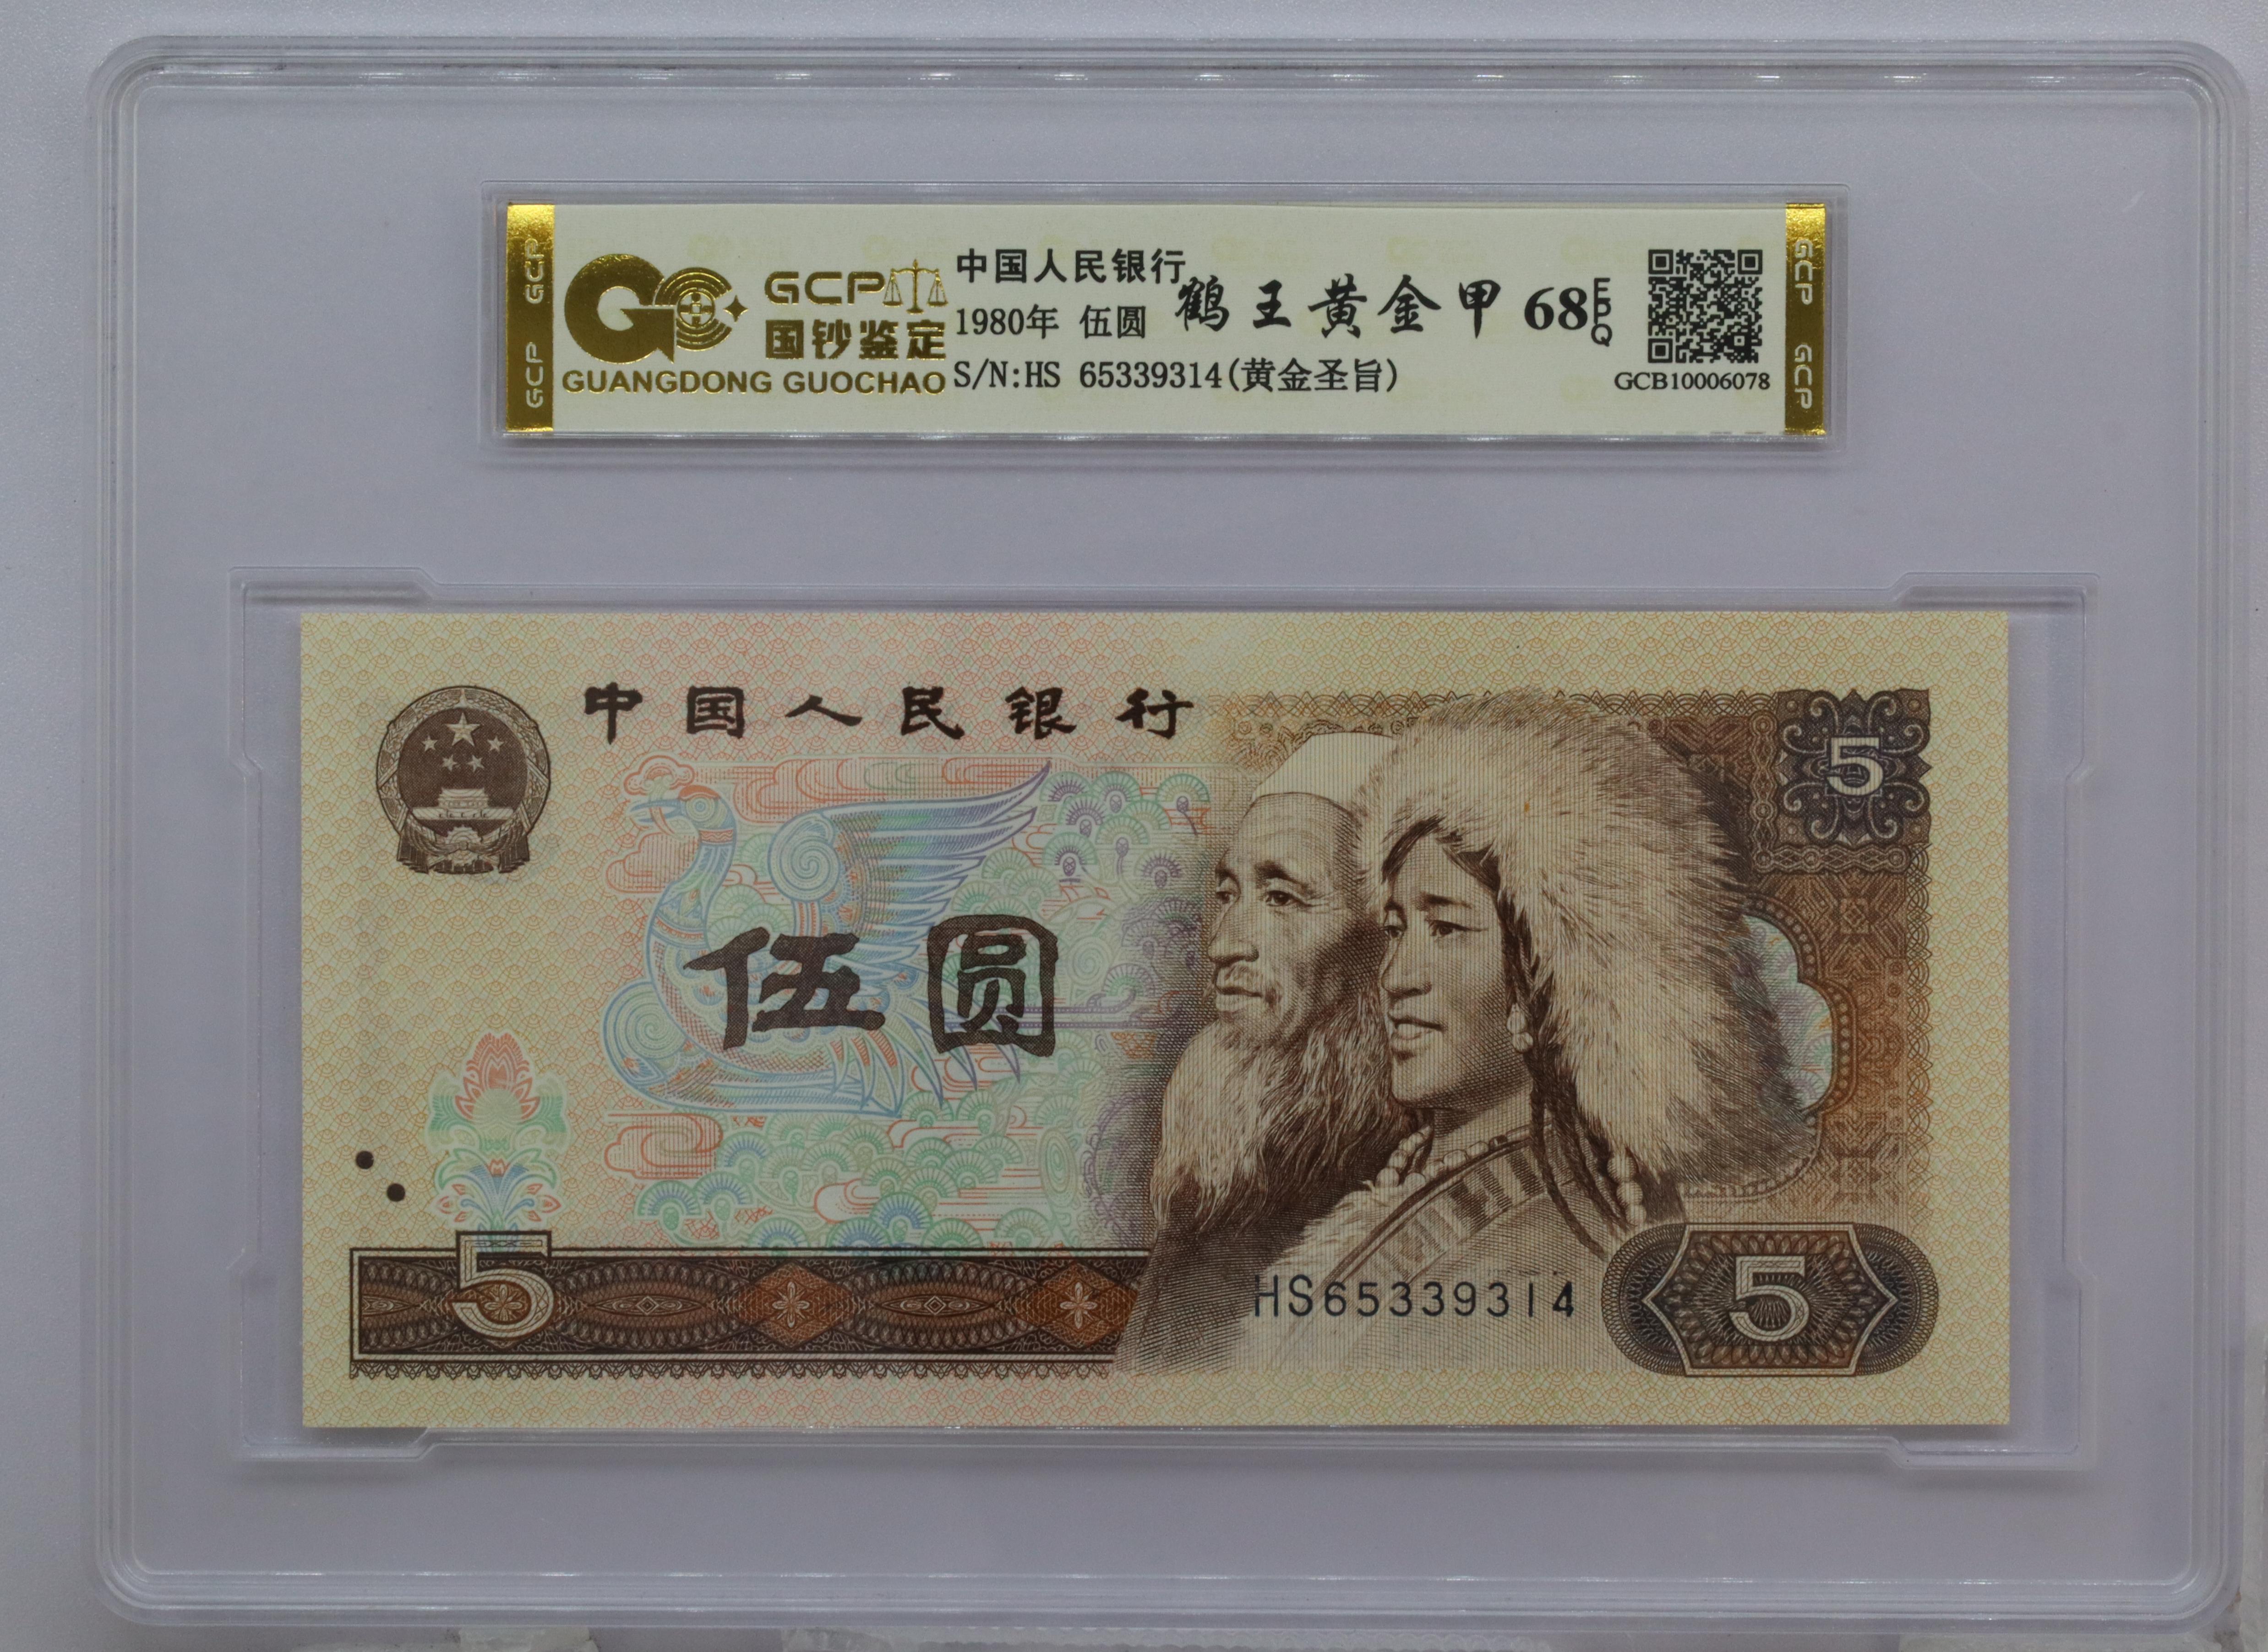 GCP GCP
GCP
国钞鉴定
GUANGDONG GUOCHAO
中国人民银行
1980年 伍圆
S/N:HS 65339314(黄金圣旨)
鹤王黄金甲 68 EPQ
GCB10006078
GCP GCP
中国人民银行
5
伍圆
5
HS65339314
5